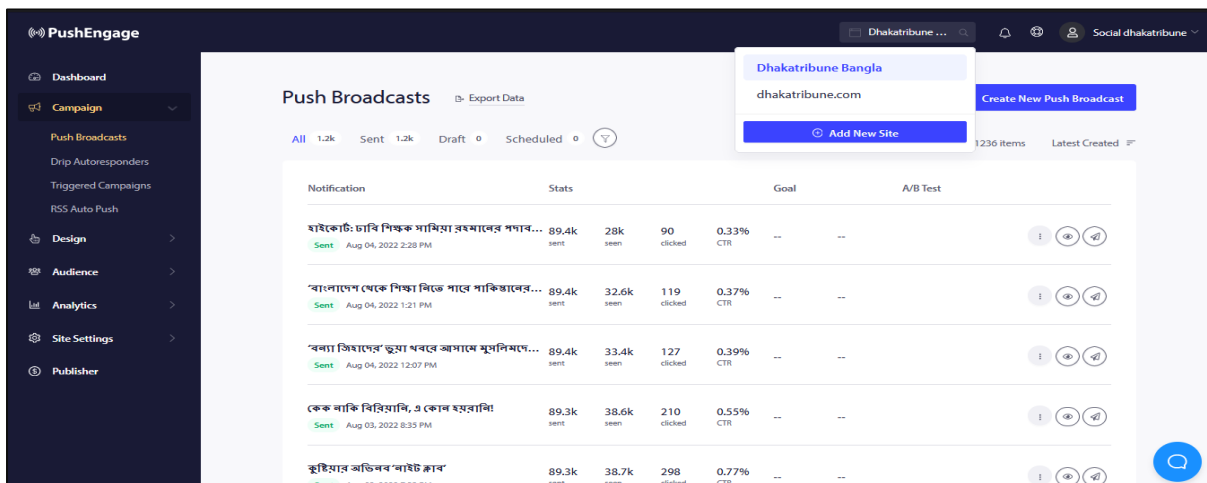 PushEngage
Dhakatribune ...
Social dhakatribune
Dashboard
Campaign
Push Broadcasts
Drip Autoresponders
Triggered Campaigns
RSS Auto Push
Design
Audience
Analytics
Site Settings
Publisher
Dhakatribune Bangla
dhakatribune.com
Add New Site
Push Broadcasts Export Data
Create New Push Broadcast
All 1.2k Sent 1.2k Draft 0 Scheduled 0
1236 items Latest Created
Notification Stats Goal A/B Test
হাইকোর্ট: ঢাবি শিক্ষক সামিয়া রহমানের পদাব... 89.4k 28k 90 0.33% -- --
Sent Aug 04, 2022 2:28 PM sent seen clicked CTR
‘বাংলাদেশ থেকে শিক্ষা নিতে পারে পাকিস্তানের... 89.4k 32.6k 119 0.37% -- --
Sent Aug 04, 2022 1:21 PM sent seen clicked CTR
‘বন্যা জিহাদের’ ভুয়া খবরে আসামে মুসলিমদে... 89.4k 33.4k 127 0.39% -- --
Sent Aug 04, 2022 12:07 PM sent seen clicked CTR
কেক নাকি বিরিয়ানি, এ কোন হয়রানি! 89.3k 38.6k 210 0.55% -- --
Sent Aug 03, 2022 8:35 PM sent seen clicked CTR
কুষ্টিয়ার অভিনব ‘নাইট ক্লাব’ 89.3k 38.7k 298 0.77% -- --